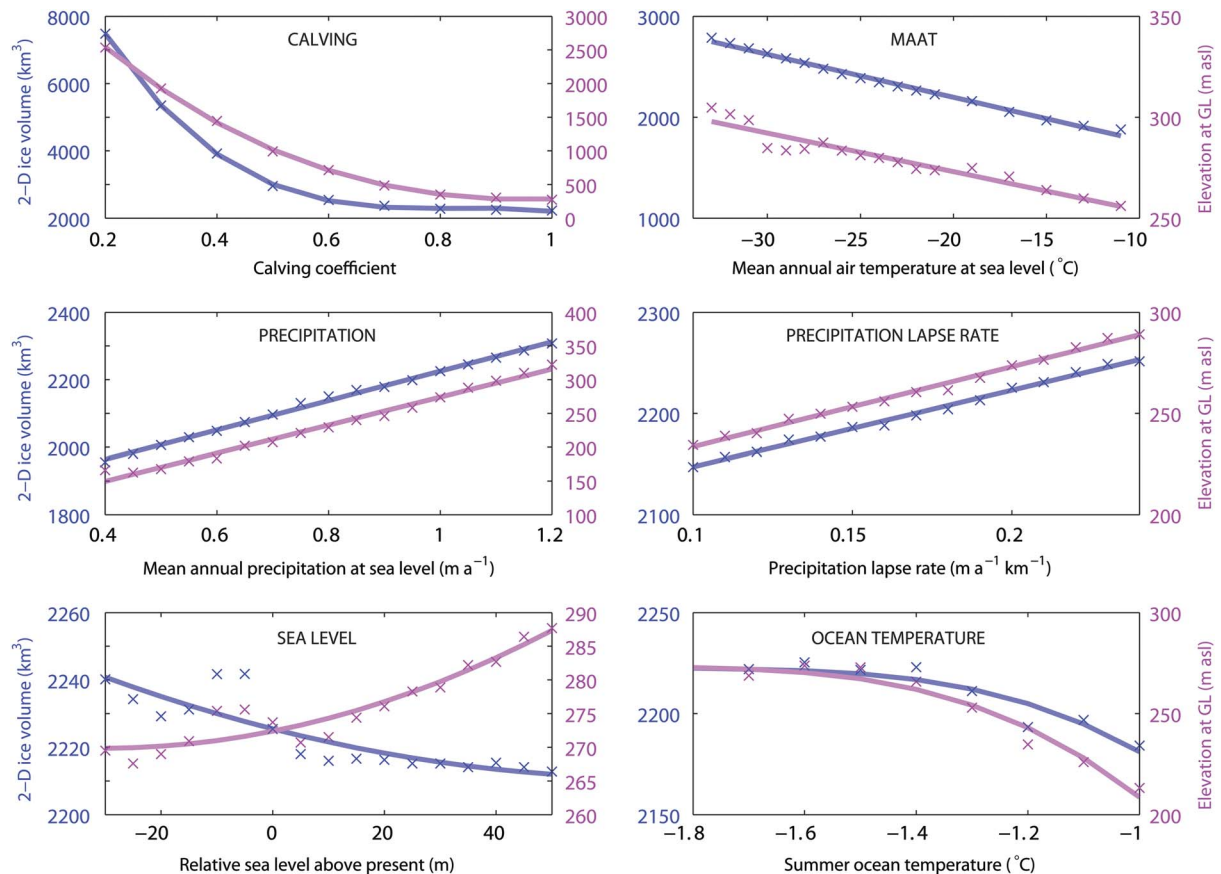 CALVING
2–D ice volume (km³)
8000
6000
4000
2000
3000
2500
2000
1500
1000
500
0
0.2 0.4 0.6 0.8 1
Calving coefficient
MAAT
3000
2000
1000
350
300
250
Elevation at GL (m asl)
−30 −25 −20 −15 −10
Mean annual air temperature at sea level (°C)
PRECIPITATION
2–D ice volume (km³)
2400
2200
2000
1800
400
350
300
250
200
150
100
0.4 0.6 0.8 1 1.2
Mean annual precipitation at sea level (m a⁻¹)
PRECIPITATION LAPSE RATE
2300
2200
2100
300
250
200
Elevation at GL (m asl)
0.1 0.15 0.2
Precipitation lapse rate (m a⁻¹ km⁻¹)
SEA LEVEL
2–D ice volume (km³)
2260
2240
2220
2200
290
285
280
275
270
265
260
−20 0 20 40
Relative sea level above present (m)
OCEAN TEMPERATURE
2250
2200
2150
300
250
200
Elevation at GL (m asl)
−1.8 −1.6 −1.4 −1.2 −1
Summer ocean temperature (°C)